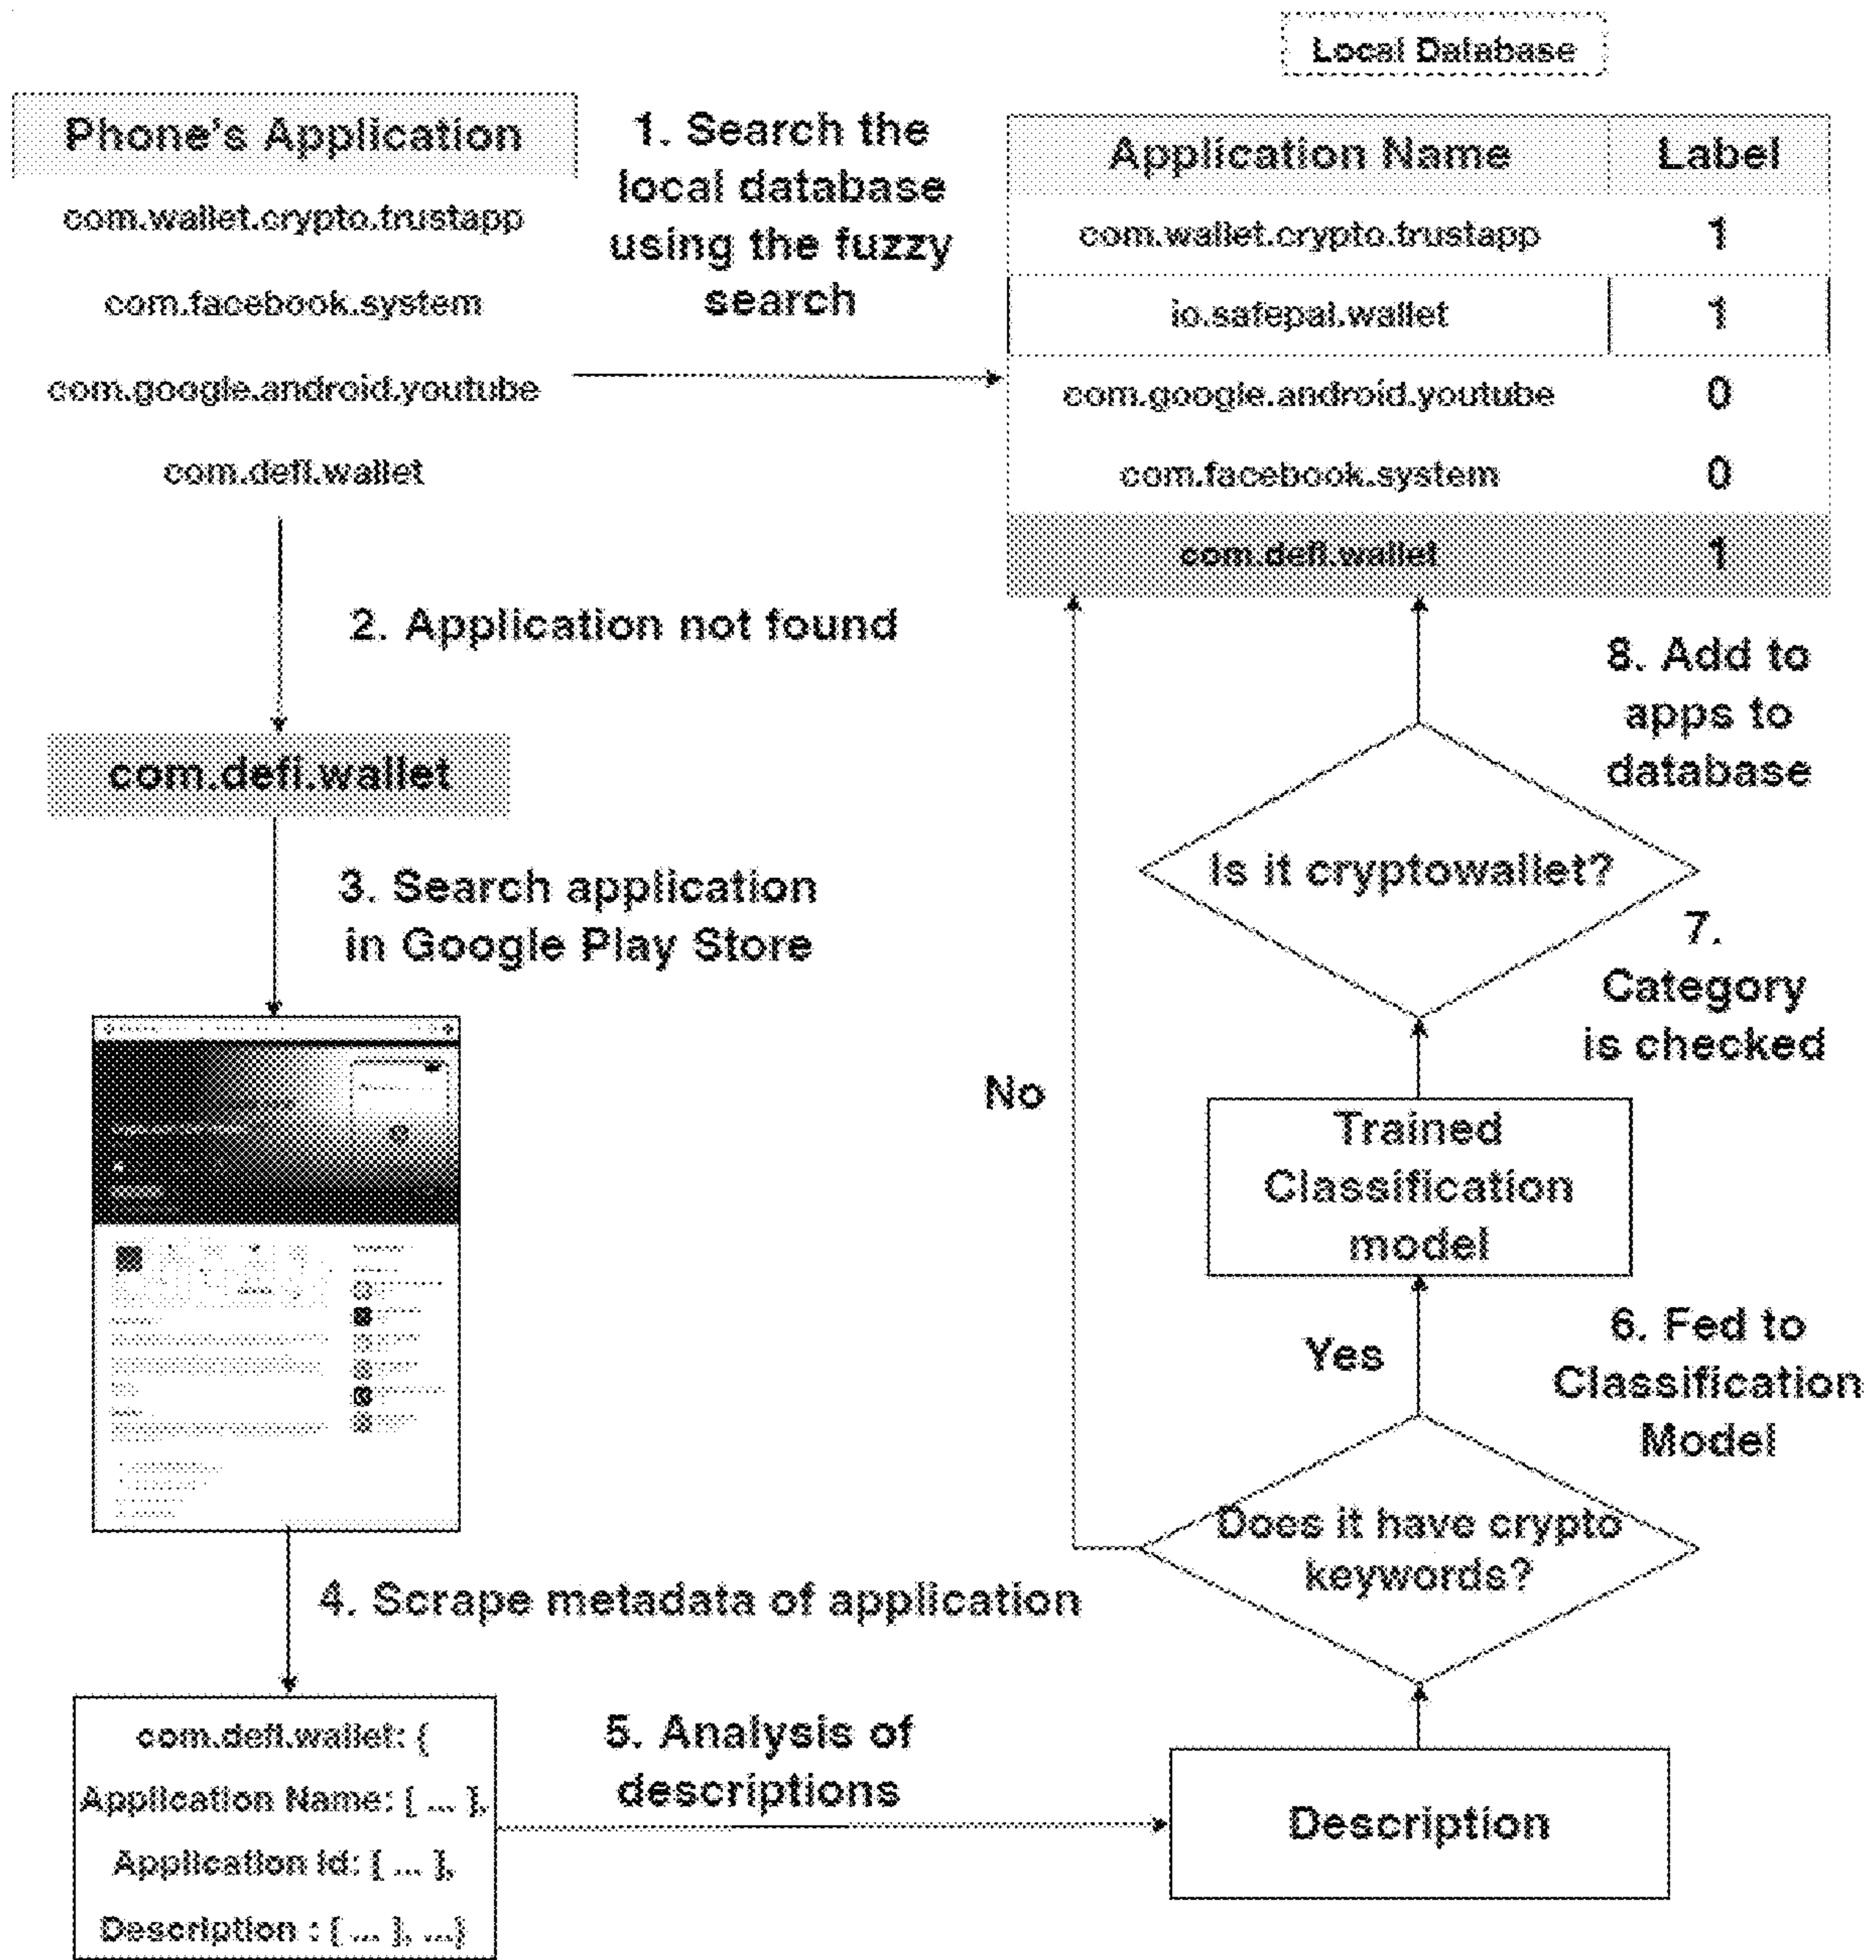 Local Database
Phone's Application
com.wallet.crypto.trustapp
com.facebook.system
com.google.android.youtube
com.defi.wallet
1. Search the
local database
using the fuzzy
search
Application Name Label
com.wallet.crypto.trustapp 1
io.safepal.wallet 1
com.google.android.youtube 0
com.facebook.system 0
com.defi.wallet 1
2. Application not found
com.defi.wallet
3. Search application
in Google Play Store
4. Scrape metadata of application
com.defi.wallet: {
Application Name: [ ... ],
Application Id: [ ... ],
Description : [ ... ], ...}
5. Analysis of
descriptions
Description
Does it have crypto
keywords?
Yes
No
6. Fed to
Classification
Model
Trained
Classification
model
7.
Category
is checked
Is it cryptowallet?
8. Add to
apps to
database